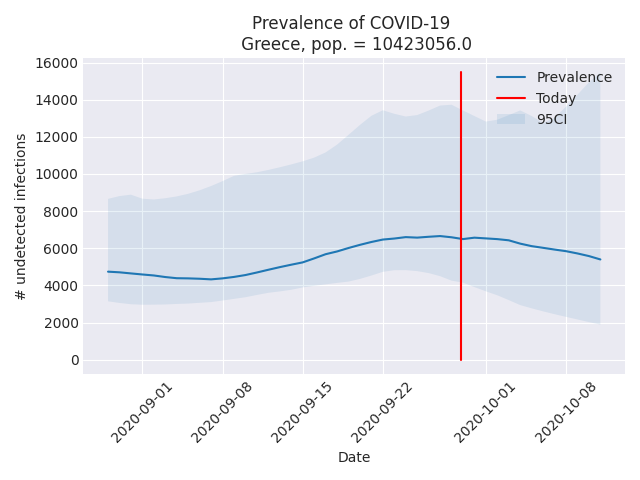 Prevalence of COVID-19
Greece, pop. = 10423056.0
16000
14000
12000
10000
8000
6000
4000
2000
0
# undetected infections
Prevalence
Today
95CI
2020-09-01
2020-09-08
2020-09-15
2020-09-22
2020-10-01
2020-10-08
Date